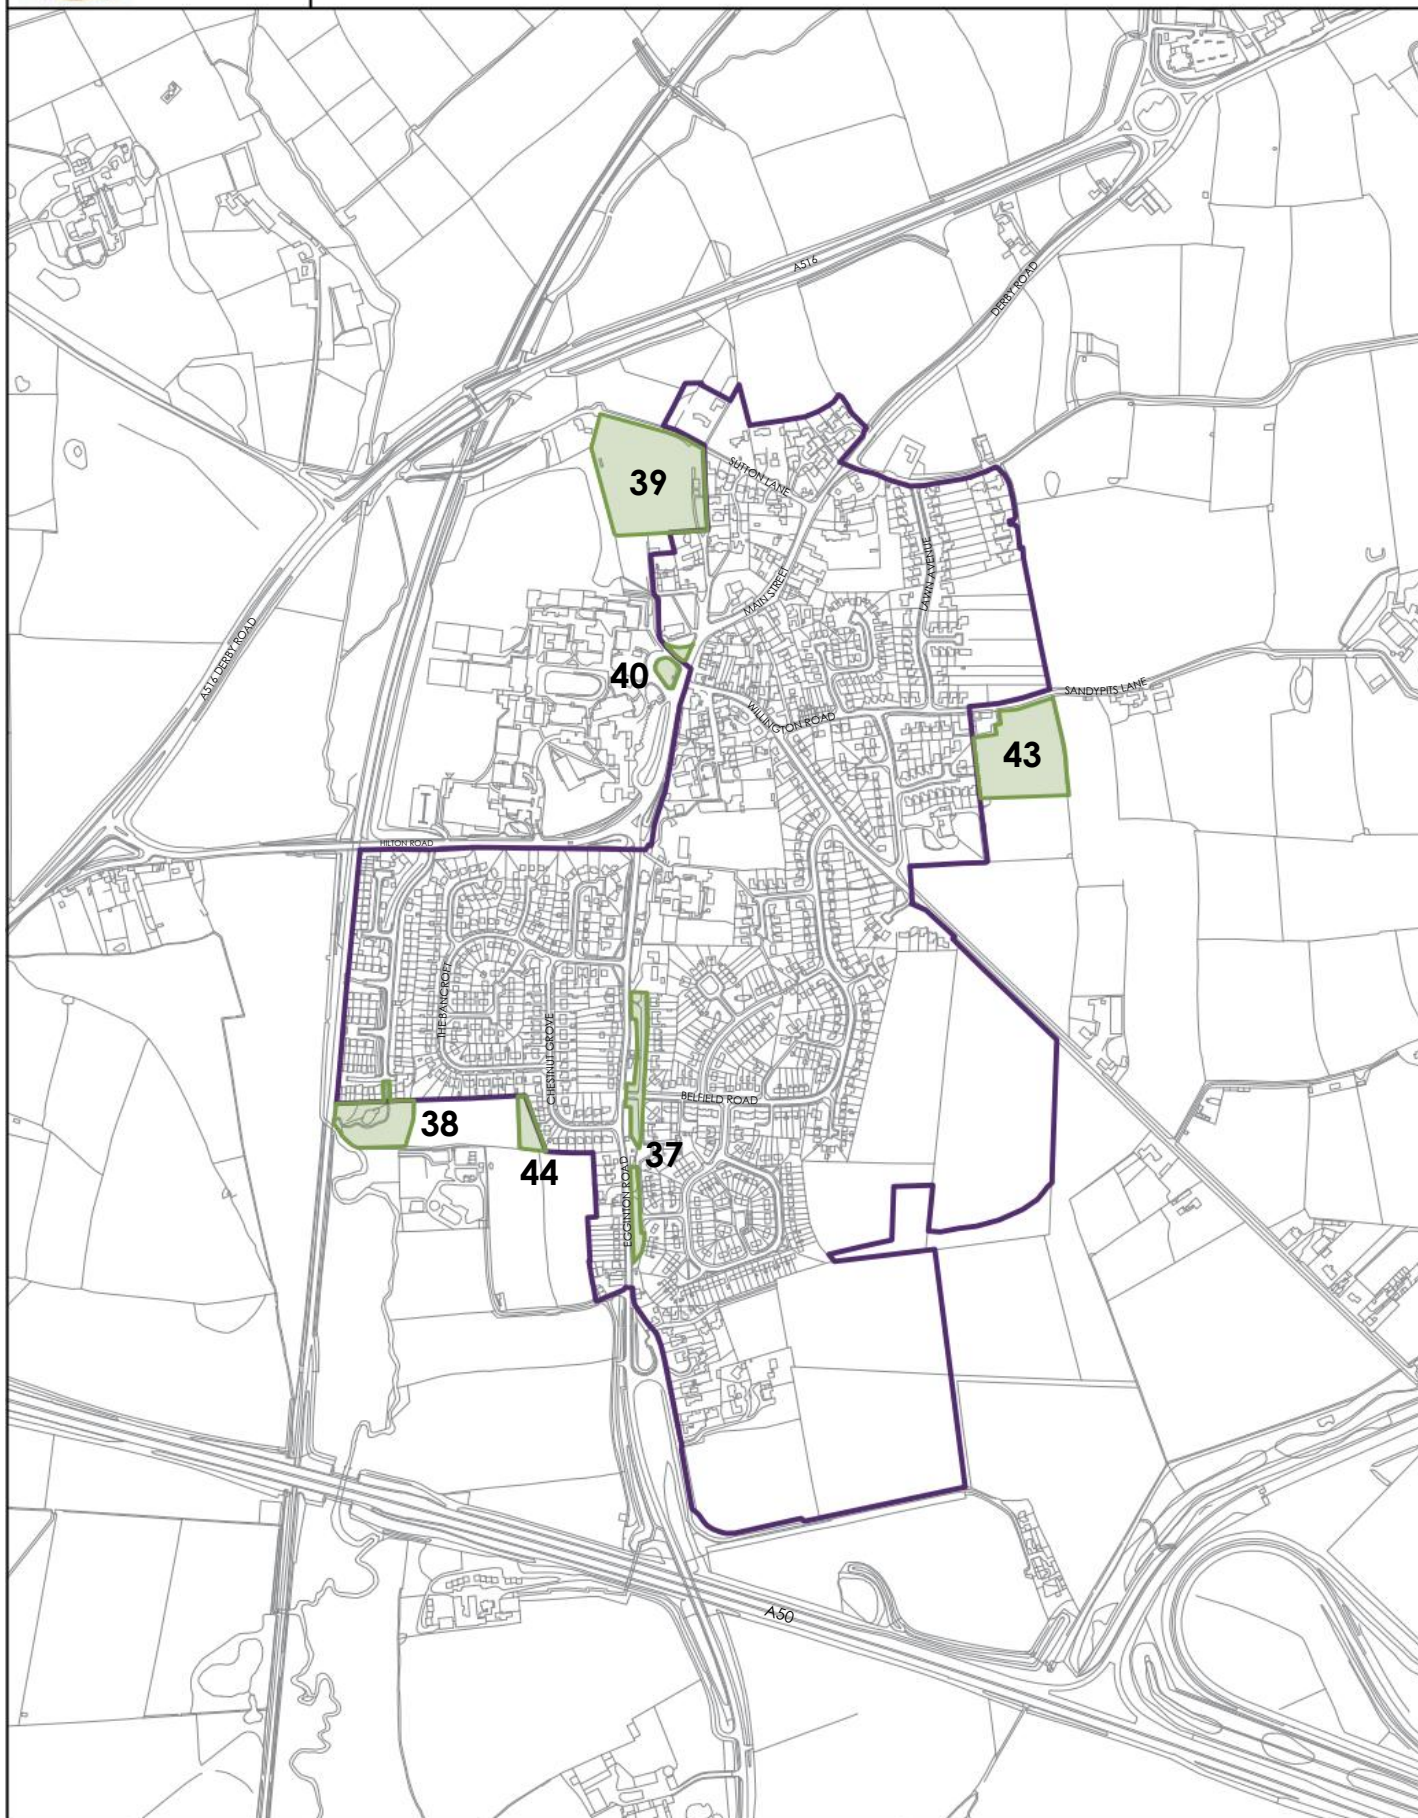 A516
DERBY ROAD
39
SUTTON LANE
LAWN AVENUE
MAIN STREET
A516 DERBY ROAD
40
SANDYPITS LANE
WILLINGTON ROAD
43
HILTON ROAD
THE BANCROFT
CHESTNUT GROVE
BELFIELD ROAD
38
37
44
EGGINTON ROAD
A50